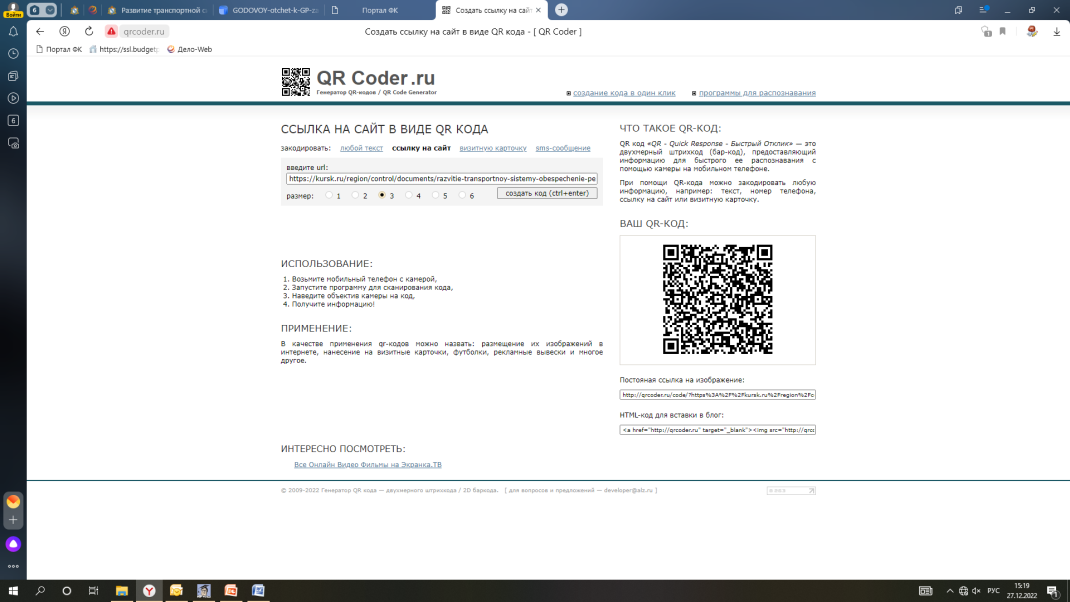 Войти
6
Развитие транспортной с
GODOVOY-otchet-k-GP-za
Портал ФК
Создать ссылку на сайт
qrcoder.ru
Создать ссылку на сайт в виде QR кода - [ QR Coder ]
Портал ФК
https://ssl.budget
Дело-Web
6
QR Coder.ru
Генератор QR-кодов / QR Code Generator
создание кода в один клик
программы для распознавания
ССЫЛКА НА САЙТ В ВИДЕ QR КОДА
закодировать: любой текст ссылку на сайт визитную карточку sms-сообщение
введите url:
https://kursk.ru/region/control/documents/razvitie-transportnoy-sistemy-obespechenie-pe
размер: 1 2 3 4 5 6
создать код (ctrl+enter)
ИСПОЛЬЗОВАНИЕ:
1. Возьмите мобильный телефон с камерой,
2. Запустите программу для сканирования кода,
3. Наведите объектив камеры на код,
4. Получите информацию!
ПРИМЕНЕНИЕ:
В качестве применения qr-кодов можно назвать: размещение их изображений в
интернете, нанесение на визитные карточки, футболки, рекламные вывески и многое
другое.
ИНТЕРЕСНО ПОСМОТРЕТЬ:
Все Онлайн Видео Фильмы на Экранка.ТВ
ЧТО ТАКОЕ QR-КОД:
QR код «QR - Quick Response - Быстрый Отклик» — это
двухмерный штрихкод (бар-код), предоставляющий
информацию для быстрого ее распознавания с
помощью камеры на мобильном телефоне.
При помощи QR-кода можно закодировать любую
информацию, например: текст, номер телефона,
ссылку на сайт или визитную карточку.
ВАШ QR-КОД:
Постояная ссылка на изображение:
http://qrcoder.ru/code/?https%3A%2F%2Fkursk.ru%2Fregion%2Fc
HTML-код для вставки в блог:
<a href="http://qrcoder.ru" target="_blank"><img src="http://qrco
© 2009-2022 Генератор QR кода — двухмерного штрихкода / 2D баркода. [ для вопросов и предложений — developer@alz.ru ]
РУС
15:19
27.12.2022